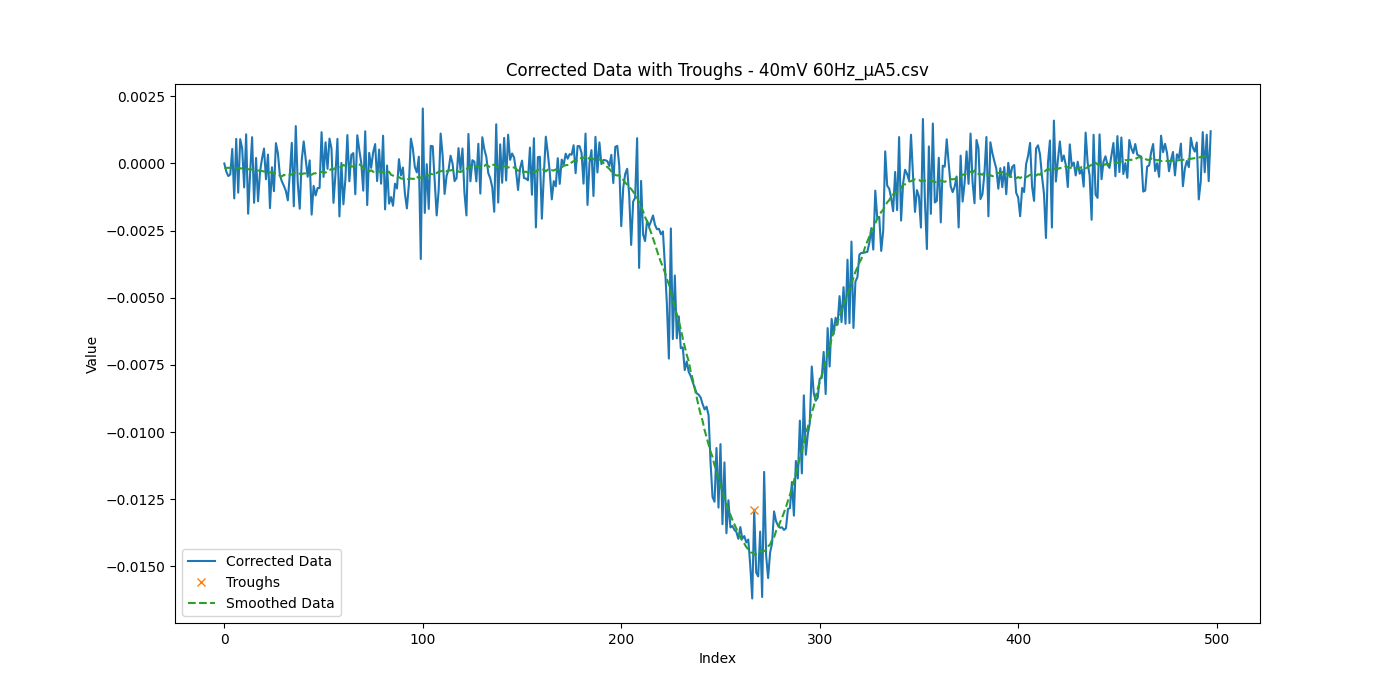 Corrected Data with Troughs - 40mV 60Hz_µA5.csv
0.0025
0.0000
−0.0025
−0.0050
−0.0075
−0.0100
−0.0125
−0.0150
Value
Corrected Data
Troughs
Smoothed Data
0 100 200 300 400 500
Index